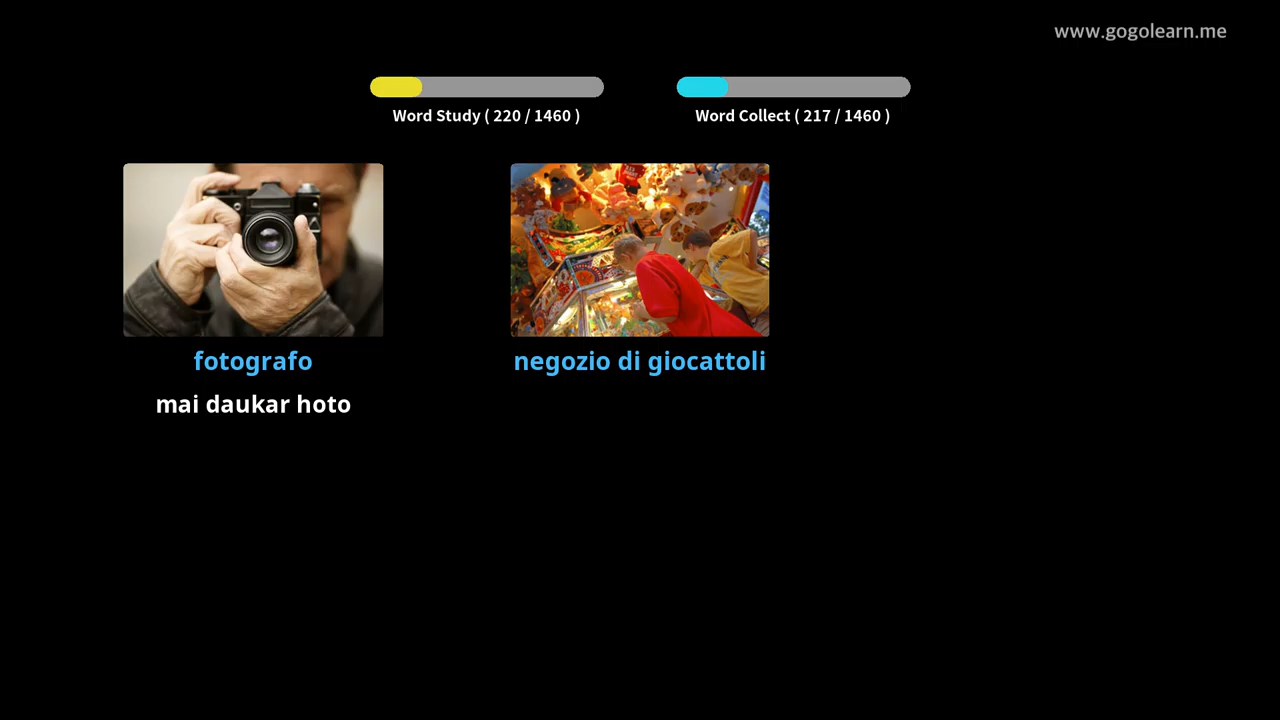 www.gogolearn.me
Word Study ( 220 / 1460 )
Word Collect ( 217 / 1460 )
fotografo
negozio di giocattoli
mai daukar hoto